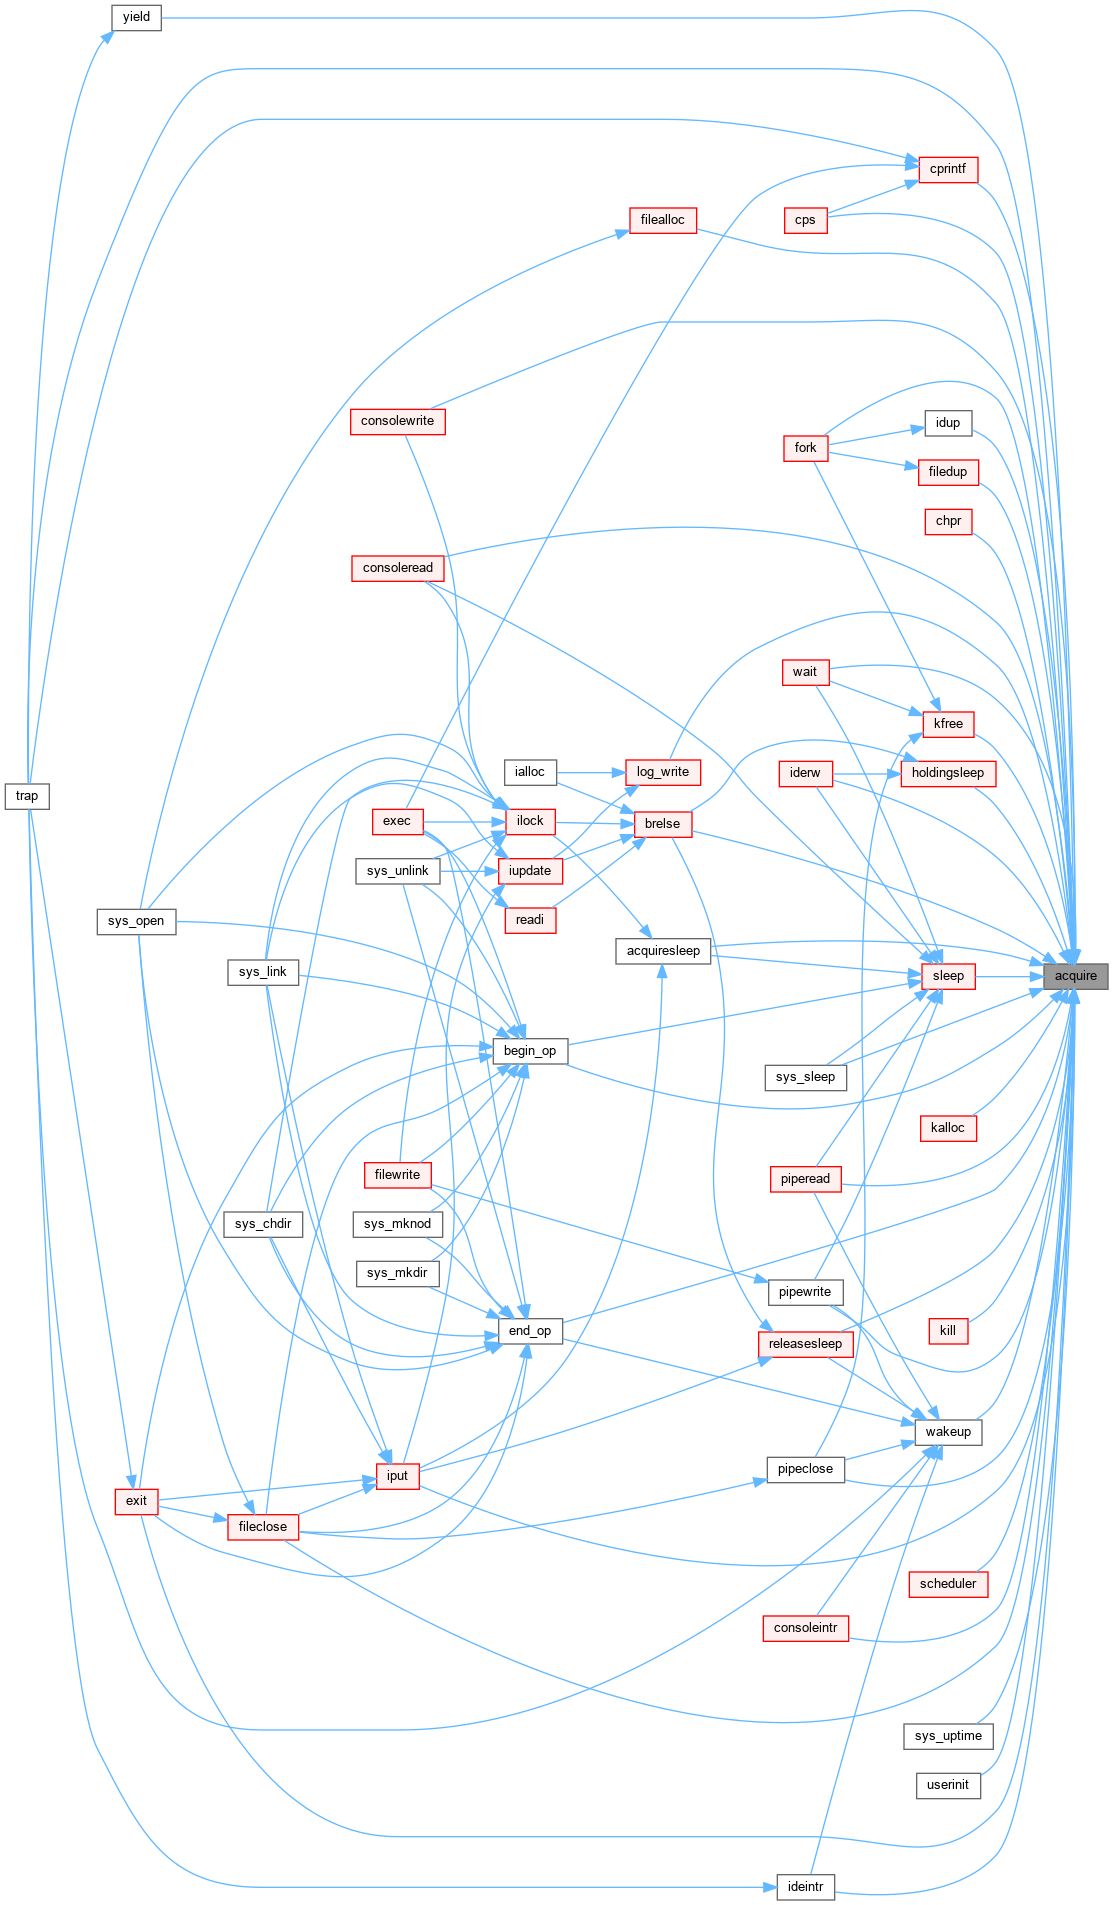 yield
cprintf
filealloc
cps
consolewrite
idup
fork
filedup
chpr
consoleread
wait
kfree
ialloc
log_write
iderw
holdingsleep
trap
exec
ilock
brelse
sys_unlink
iupdate
sys_open
readi
acquiresleep
sys_link
sleep
acquire
begin_op
sys_sleep
kalloc
filewrite
piperead
sys_chdir
sys_mknod
sys_mkdir
pipewrite
end_op
kill
releasesleep
wakeup
iput
pipeclose
exit
fileclose
scheduler
consoleintr
sys_uptime
userinit
ideintr